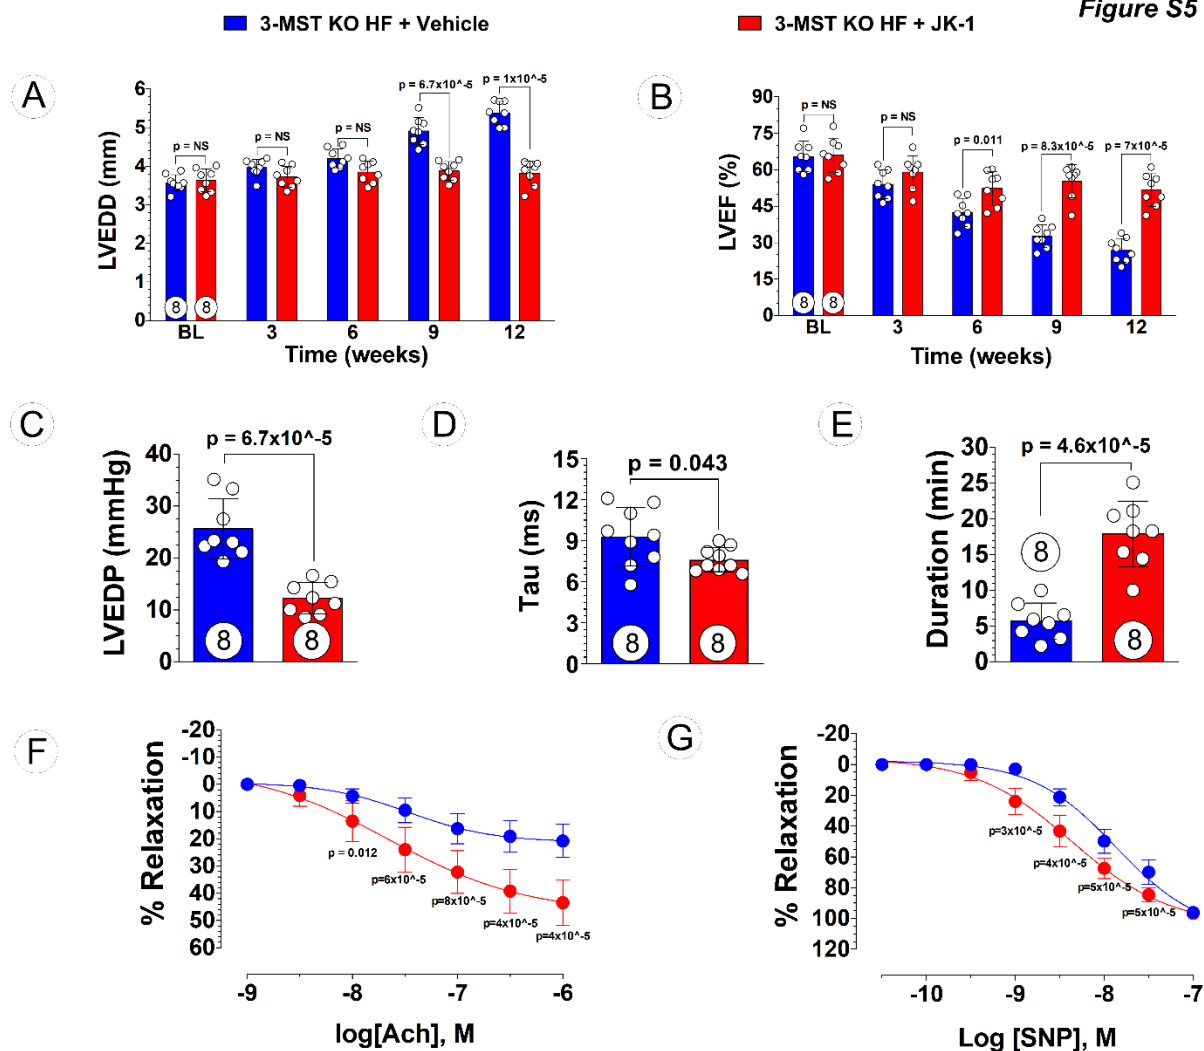 Figure S5
3-MST KO HF + Vehicle
3-MST KO HF + JK-1
A
LVEDD (mm)
6
5
4
3
2
1
0
p = NS
p = NS
p = NS
p = 6.7x10^-5
p = 1x10^-5
8
8
BL
3
6
9
12
Time (weeks)
B
LVEF (%)
90
75
60
45
30
15
0
p = NS
p = NS
p = 0.011
p = 8.3x10^-5
p = 7x10^-5
8
8
BL
3
6
9
12
Time (weeks)
C
LVEDP (mmHg)
40
30
20
10
0
p = 6.7x10^-5
8
8
D
Tau (ms)
15
12
9
6
3
0
p = 0.043
8
8
E
Duration (min)
30
25
20
15
10
5
0
p = 4.6x10^-5
8
8
F
% Relaxation
-20
-10
0
10
20
30
40
50
60
p = 0.012
p=6x10^-5
p=8x10^-5
p=4x10^-5
p=4x10^-5
-9
-8
-7
-6
log[Ach], M
G
% Relaxation
-20
0
20
40
60
80
100
120
p=3x10^-5
p=4x10^-5
p=5x10^-5
p=5x10^-5
-10
-9
-8
-7
Log [SNP], M